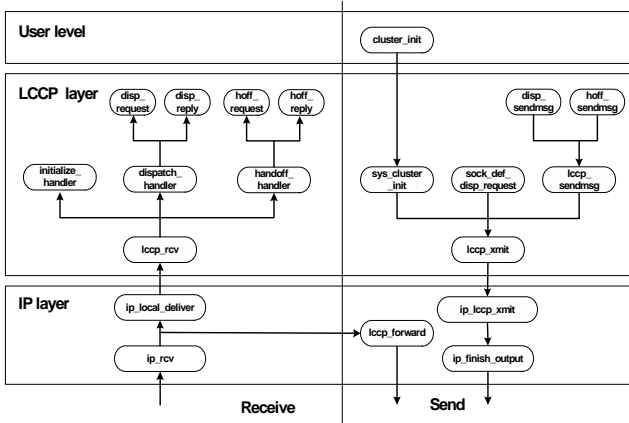 User level
cluster_init
LCCP layer
disp_
request
disp_
reply
hoff_
request
hoff_
reply
disp_
sendmsg
hoff_
sendmsg
initialize_
handler
dispatch_
handler
handoff_
handler
sys_cluster
_init
sock_def_
disp_request
lccp_
sendmsg
lccp_rcv
lccp_xmit
IP layer
ip_local_deliver
ip_lccp_xmit
lccp_forward
ip_rcv
ip_finish_output
Receive
Send